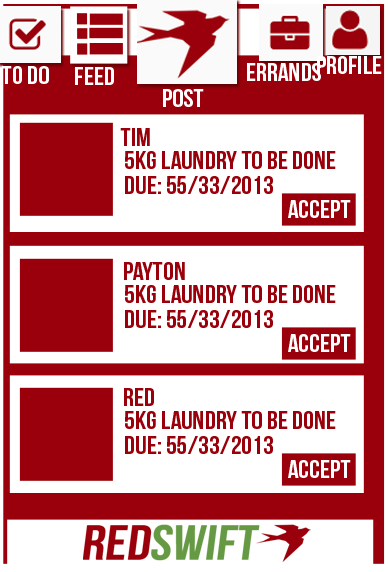 TO DO
FEED
POST
ERRANDS
PROFILE
TIM
5KG LAUNDRY TO BE DONE
DUE: 55/33/2013
ACCEPT
PAYTON
5KG LAUNDRY TO BE DONE
DUE: 55/33/2013
ACCEPT
RED
5KG LAUNDRY TO BE DONE
DUE: 55/33/2013
ACCEPT
REDSWIFT